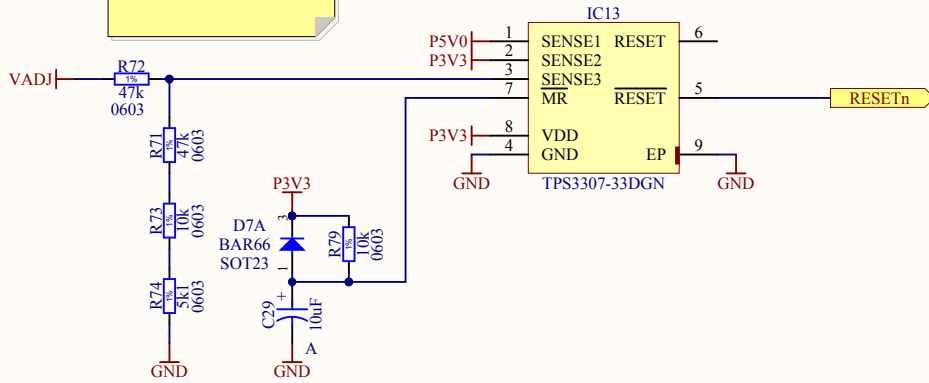 IC13
P5V0
1
SENSE1
RESET
6
P3V3
2
SENSE2
VADJ
R72
1%
47k
0603
3
SENSE3
7
MR
RESET
5
RESETn
R71
1%
47k
0603
P3V3
8
VDD
4
GND
EP
9
GND
TPS3307-33DGN
GND
P3V3
R73
1%
10k
0603
3
D7A
BAR66
SOT23
1
R79
1%
10k
0603
R74
1%
5k1
0603
C29
+
10uF
A
GND
GND